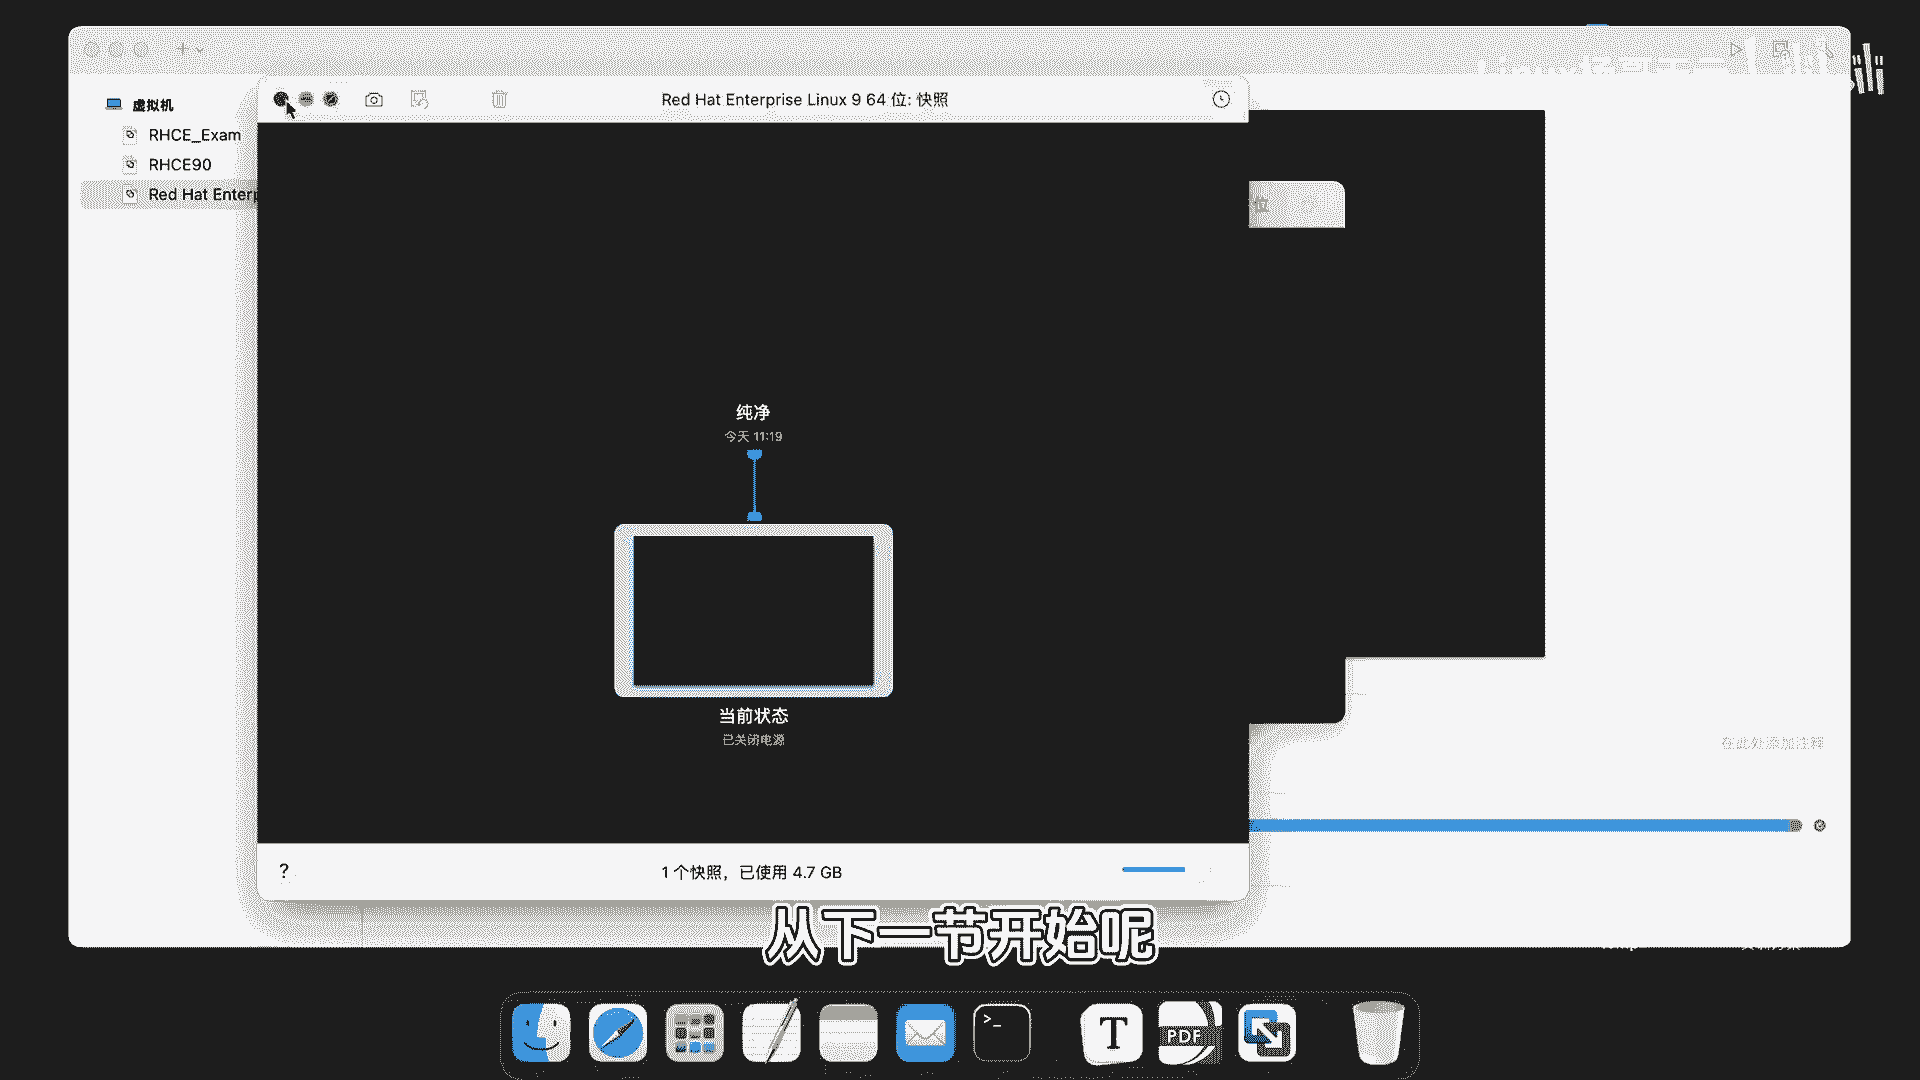 虚拟机
RHCE_Exam
RHCE90
Red Hat Enterp
Red Hat Enterprise Linux 9 64 位: 快照
位
纯净
今天 11:19
当前状态
已关闭电源
在此处添加注释
?
1 个快照，已使用 4.7 GB
从下一节开始呢
>_
T
PDF